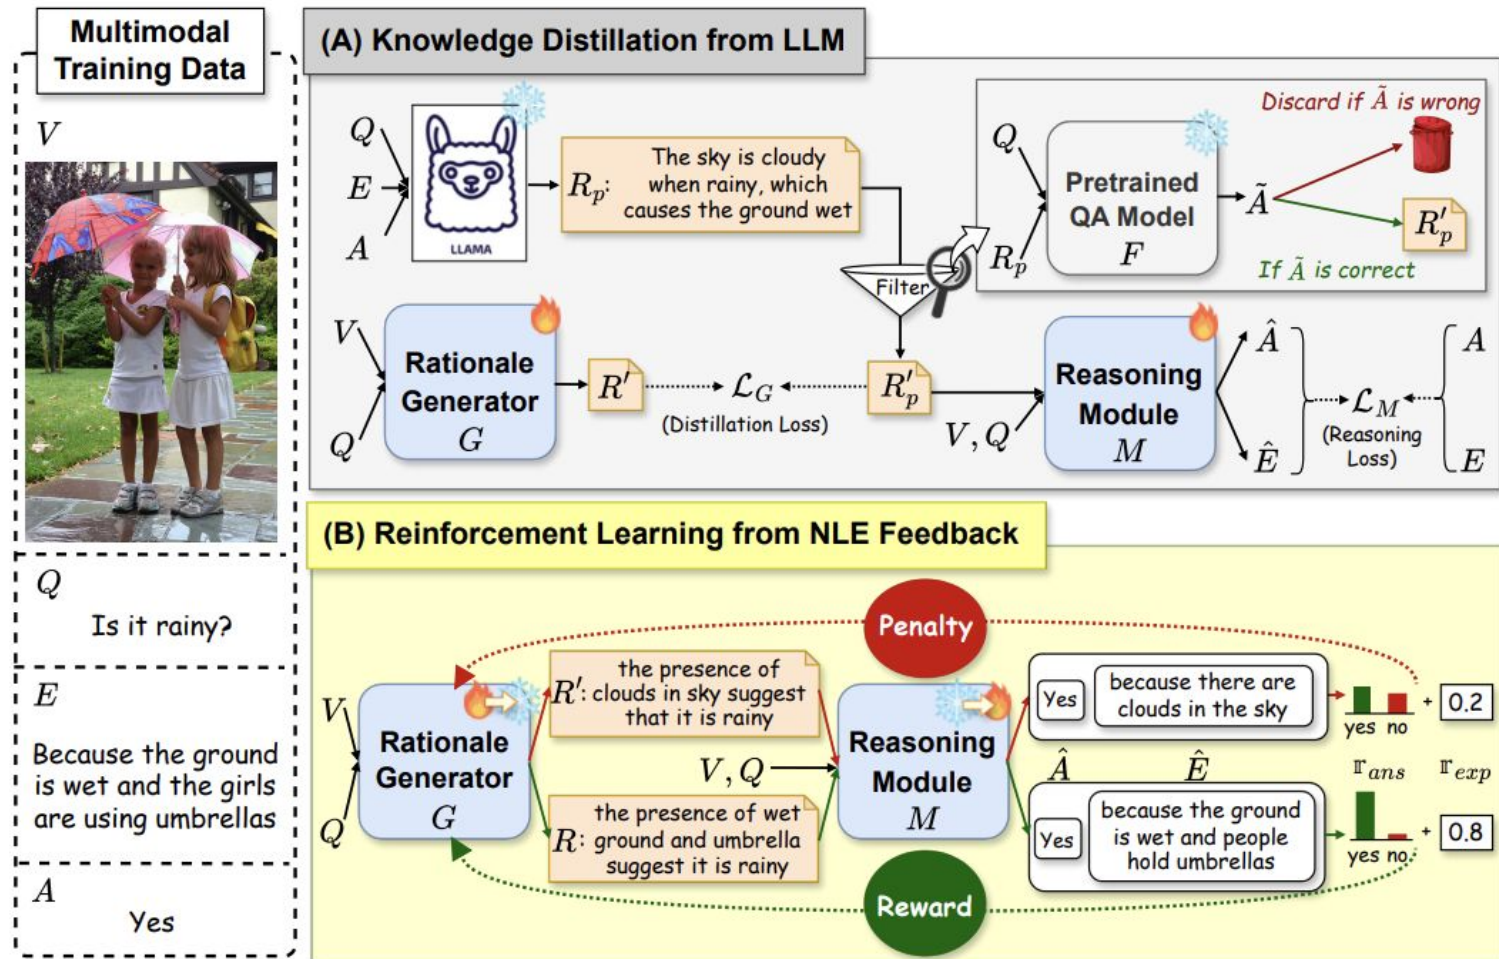 Multimodal
Training Data
V
Q
Is it rainy?
E
Because the ground
is wet and the girls
are using umbrellas
A
Yes
(A) Knowledge Distillation from LLM
Q
E
A
LLAMA
R_p:
The sky is cloudy
when rainy, which
causes the ground wet
Filter
Q
R_p
Pretrained
QA Model
F
Ã
Discard if Ã is wrong
R'_p
If Ã is correct
V
Q
Rationale
Generator
G
R'
ℒ_G
(Distillation Loss)
R'_p
V, Q
Reasoning
Module
M
Â
Ê
ℒ_M
(Reasoning
Loss)
A
E
(B) Reinforcement Learning from NLE Feedback
Penalty
V
Q
Rationale
Generator
G
R':
the presence of
clouds in sky suggest
that it is rainy
V, Q
R:
the presence of wet
ground and umbrella
suggest it is rainy
Reasoning
Module
M
Yes
because there are
clouds in the sky
yes no
+ 0.2
Â
Ê
𝕣_ans
𝕣_exp
Yes
because the ground
is wet and people
hold umbrellas
yes no
+ 0.8
Reward